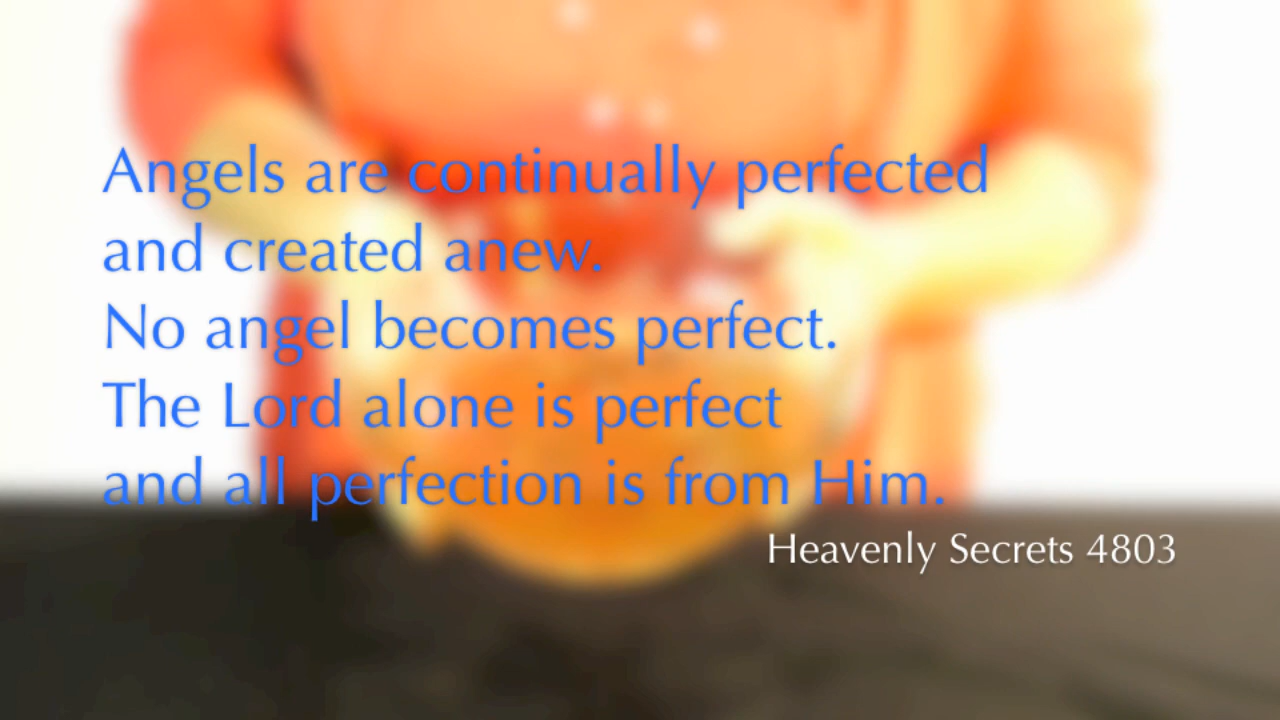 Angels are continually perfected
and created anew.
No angel becomes perfect.
The Lord alone is perfect
and all perfection is from Him.
Heavenly Secrets 4803